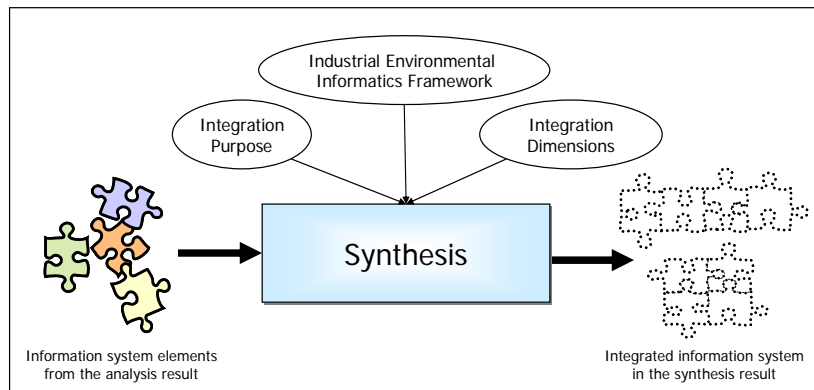 Industrial Environmental
Informatics Framework
Integration
Purpose
Integration
Dimensions
Synthesis
Information system elements
from the analysis result
Integrated information system
in the synthesis result